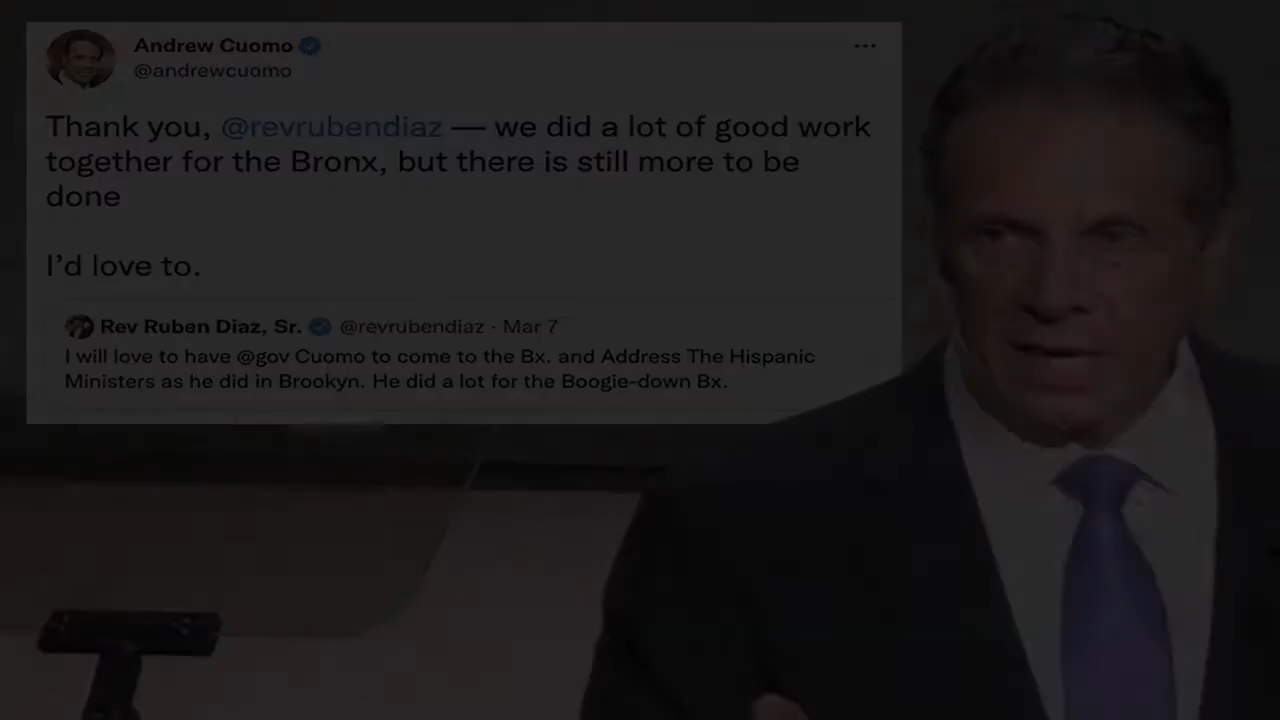 Andrew Cuomo
@andrewcuomo
Thank you, @revrubendiaz — we did a lot of good work
together for the Bronx, but there is still more to be
done
I'd love to.
Rev Ruben Diaz, Sr. @revrubendiaz · Mar 7
I will love to have @gov Cuomo to come to the Bx. and Address The Hispanic
Ministers as he did in Brookyn. He did a lot for the Boogie-down Bx.